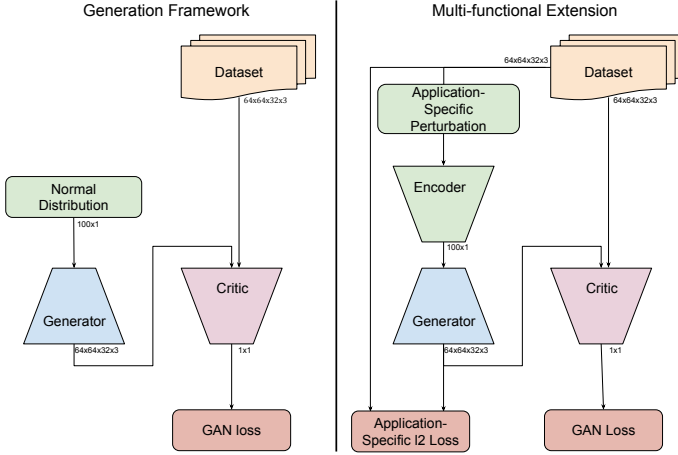 Generation Framework
Dataset
64x64x32x3
Normal
Distribution
100x1
Generator
64x64x32x3
Critic
1x1
GAN loss
Multi-functional Extension
64x64x32x3
Dataset
64x64x32x3
Application-
Specific
Perturbation
Encoder
100x1
Generator
64x64x32x3
Critic
1x1
Application-
Specific l2 Loss
GAN Loss